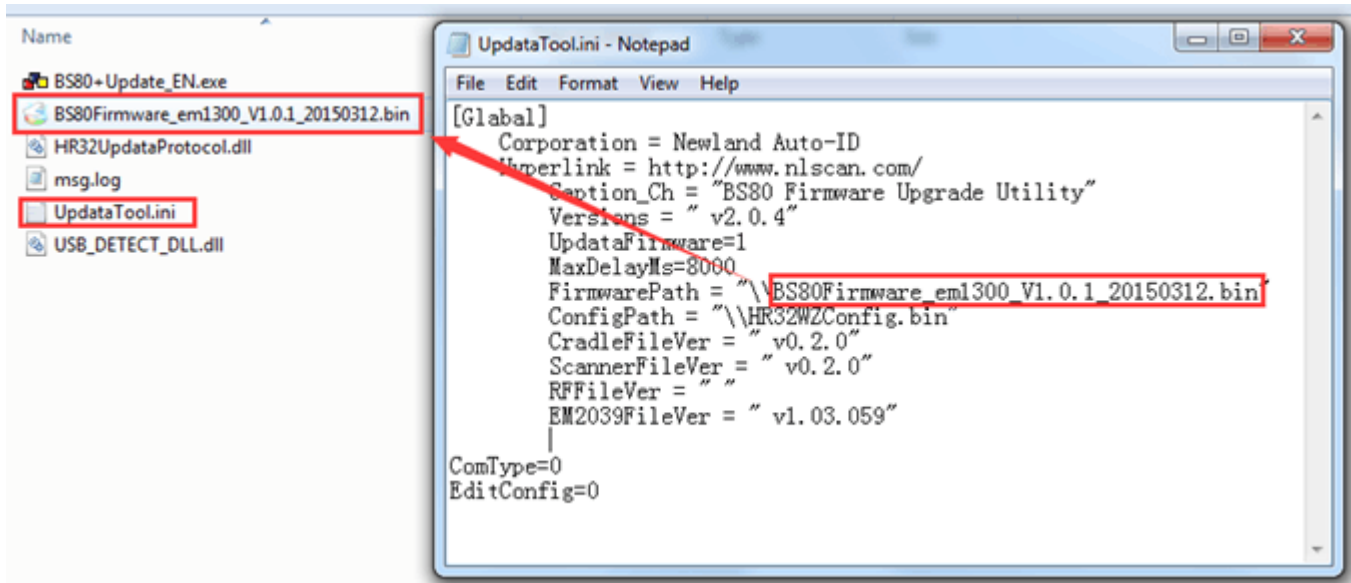 Name
BS80+Update_EN.exe
BS80Firmware_em1300_V1.0.1_20150312.bin
HR32UpdataProtocol.dll
msg.log
UpdataTool.ini
USB_DETECT_DLL.dll
UpdataTool.ini - Notepad
File Edit Format View Help
[Glabal]
Corporation = Newland Auto-ID
Hyperlink = http://www.nlscan.com/
Caption_Ch = "BS80 Firmware Upgrade Utility"
Versions = " v2.0.4"
UpdataFirmware=1
MaxDelayMs=8000
FirmwarePath = "\\BS80Firmware_em1300_V1.0.1_20150312.bin"
ConfigPath = "\\HR32WZConfig.bin"
CradleFileVer = " v0.2.0"
ScannerFileVer = " v0.2.0"
RFFileVer = " "
EM2039FileVer = " v1.03.059"
ComType=0
EditConfig=0